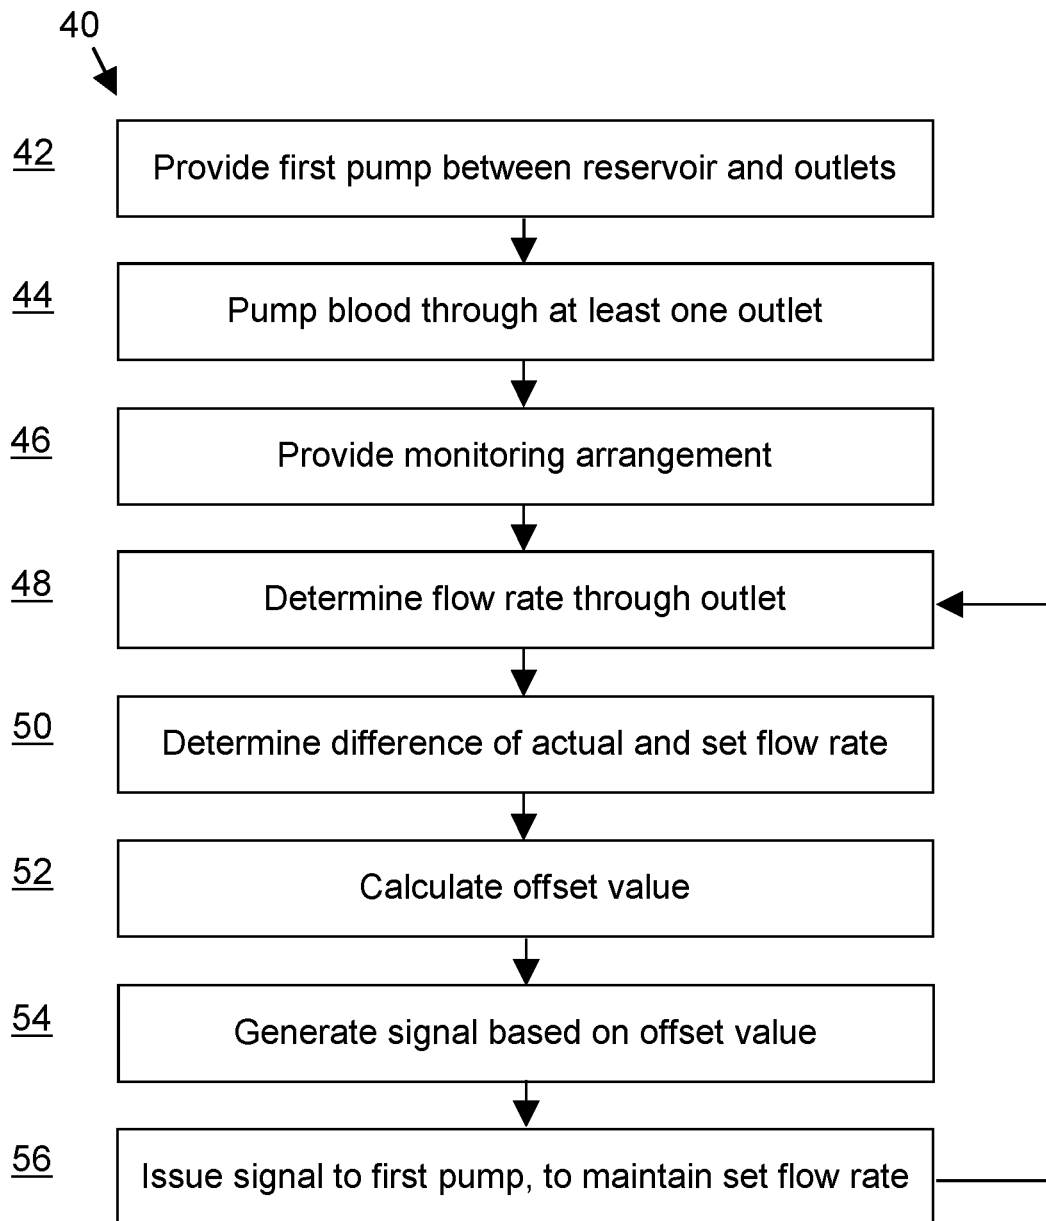 40
42 Provide first pump between reservoir and outlets
44 Pump blood through at least one outlet
46 Provide monitoring arrangement
48 Determine flow rate through outlet
50 Determine difference of actual and set flow rate
52 Calculate offset value
54 Generate signal based on offset value
56 Issue signal to first pump, to maintain set flow rate